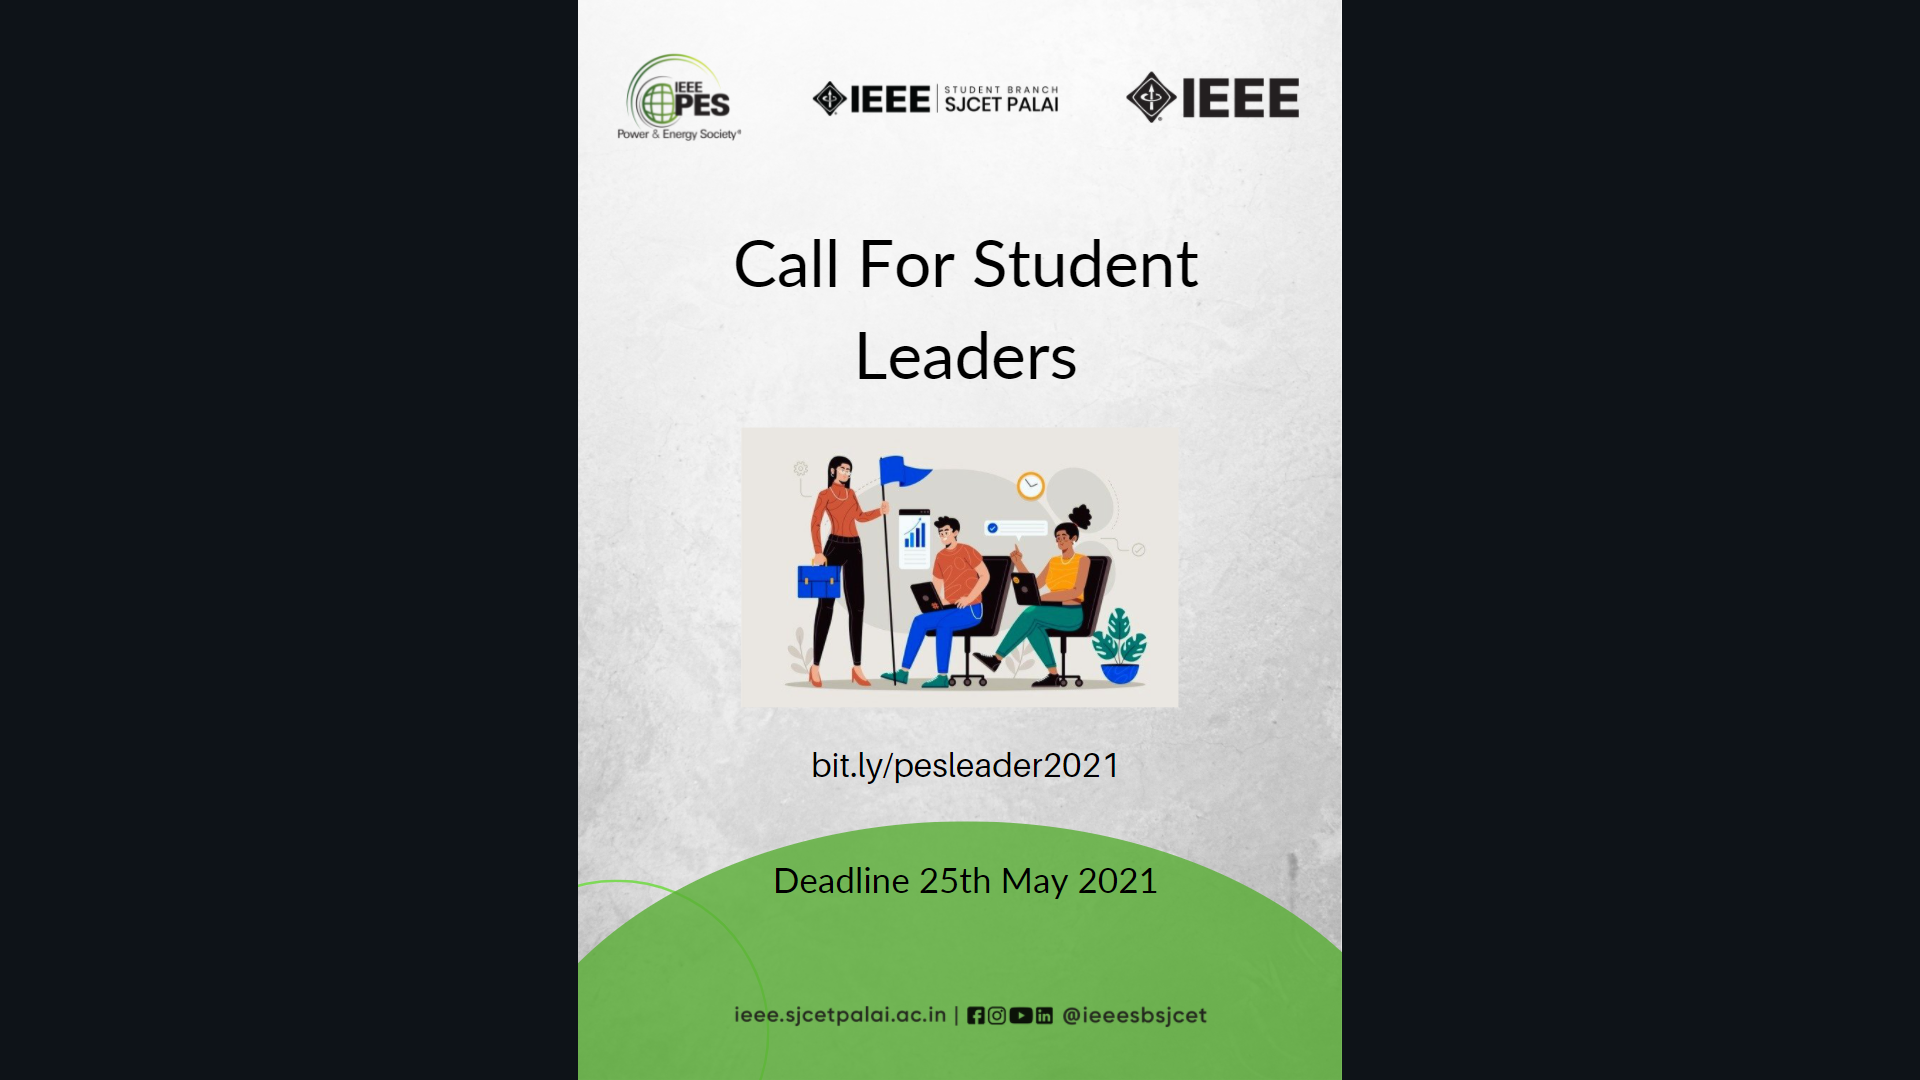 IEEE
PES
Power & Energy Society®
IEEE
STUDENT BRANCH
SJCET PALAI
IEEE
Call For Student
Leaders
bit.ly/pesleader2021
Deadline 25th May 2021
ieee.sjcetpalai.ac.in | @ieeesbsjcet